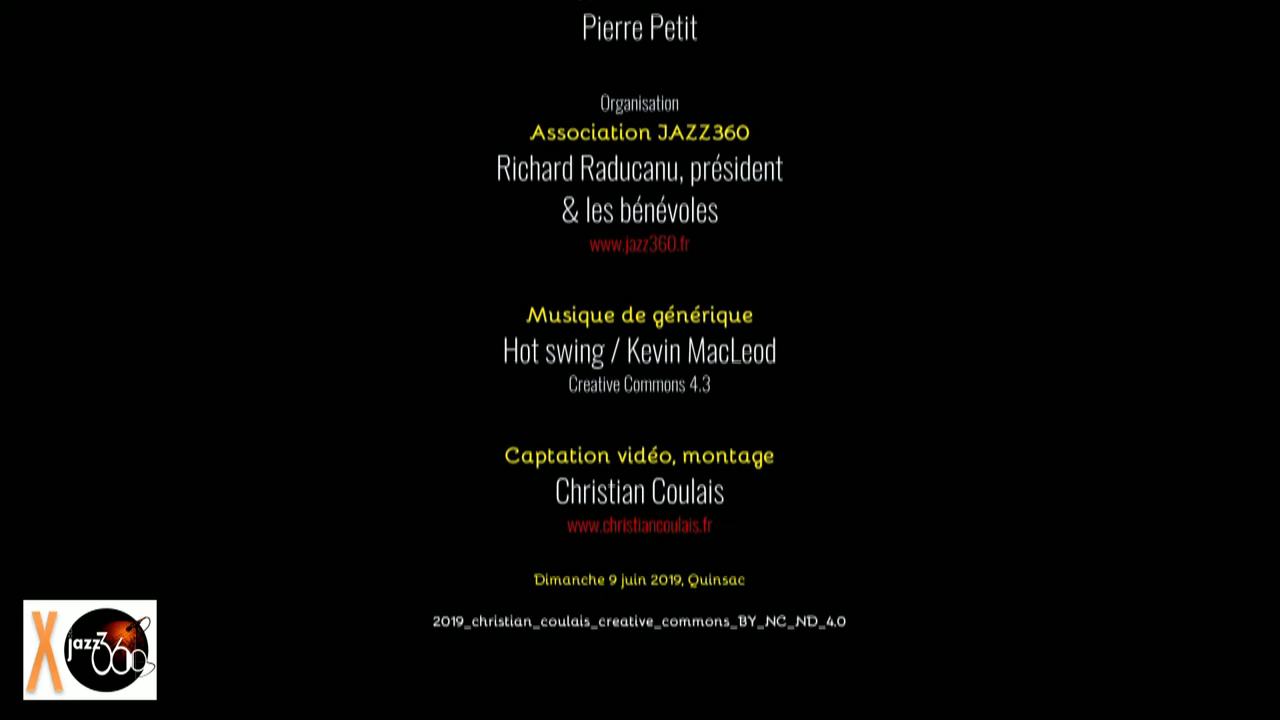 Pierre Petit
Organisation
Association JAZZ360
Richard Raducanu, président
& les bénévoles
www.jazz360.fr
Musique de générique
Hot swing / Kevin MacLeod
Creative Commons 4.3
Captation vidéo, montage
Christian Coulais
www.christiancoulais.fr
Dimanche 9 juin 2019, Quinsac
2019_christian_coulais_creative_commons_BY_NC_ND_4.0
X jazz360